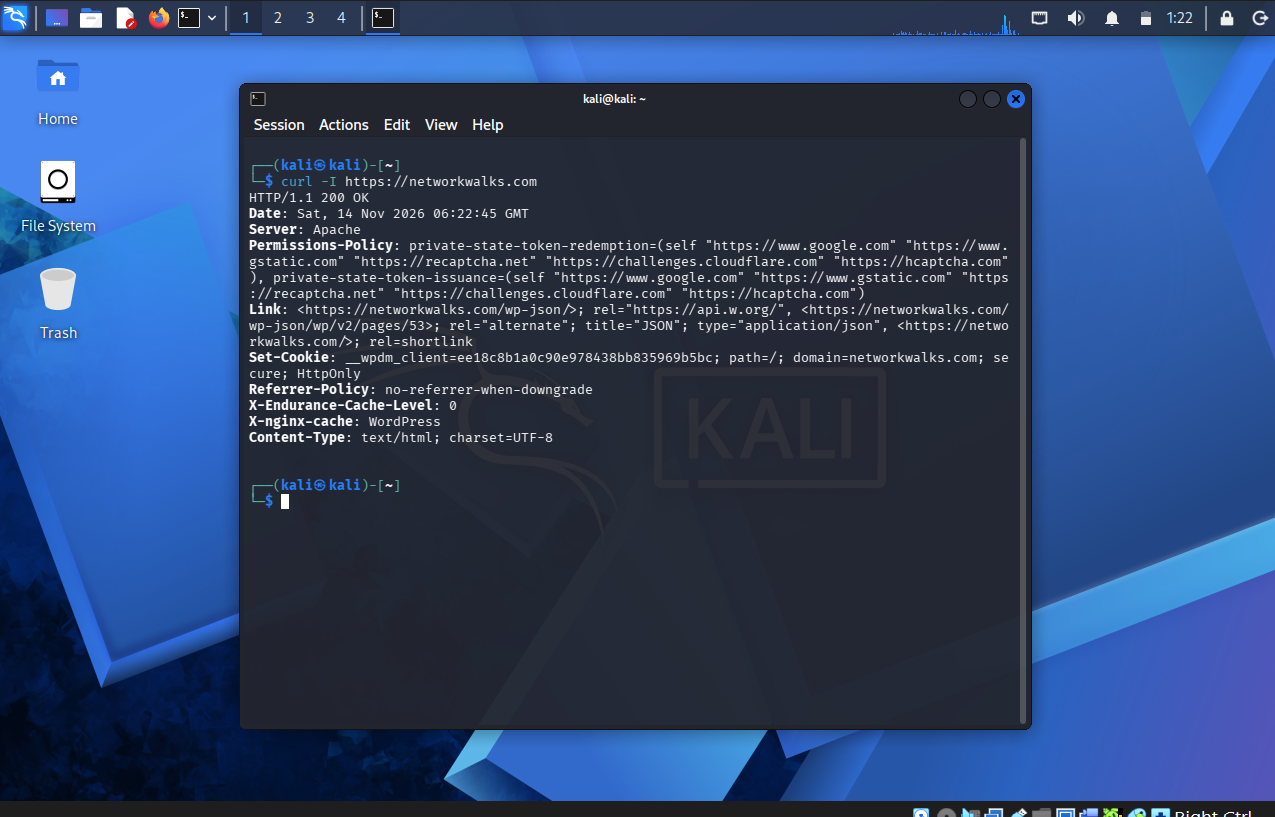 1 2 3 4 1:22
Home
File System
Trash
kali@kali: ~
Session Actions Edit View Help
┌──(kali㉿kali)-[~]
└─$ curl -I https://networkwalks.com
HTTP/1.1 200 OK
Date: Sat, 14 Nov 2026 06:22:45 GMT
Server: Apache
Permissions-Policy: private-state-token-redemption=(self "https://www.google.com" "https://www.
gstatic.com" "https://recaptcha.net" "https://challenges.cloudflare.com" "https://hcaptcha.com"
), private-state-token-issuance=(self "https://www.google.com" "https://www.gstatic.com" "https
://recaptcha.net" "https://challenges.cloudflare.com" "https://hcaptcha.com")
Link: <https://networkwalks.com/wp-json/>; rel="https://api.w.org/", <https://networkwalks.com/
wp-json/wp/v2/pages/53>; rel="alternate"; title="JSON"; type="application/json", <https://netwo
rkwalks.com/>; rel=shortlink
Set-Cookie: __wpdm_client=ee18c8b1a0c90e978438bb835969b5bc; path=/; domain=networkwalks.com; se
cure; HttpOnly
Referrer-Policy: no-referrer-when-downgrade
X-Endurance-Cache-Level: 0
X-nginx-cache: WordPress
Content-Type: text/html; charset=UTF-8
KALI
┌──(kali㉿kali)-[~]
└─$
Right Ctrl